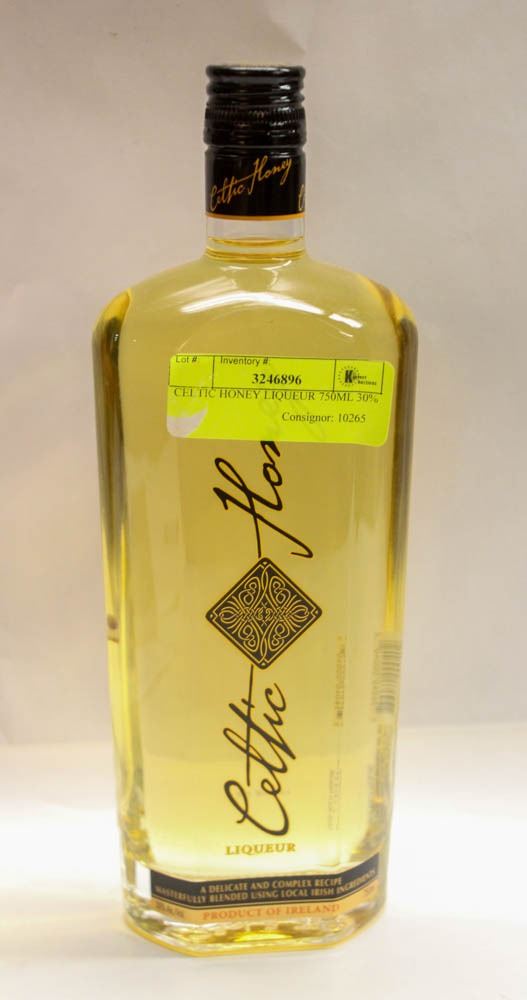 Celtic Honey
Lot #:
Inventory #:
3246896
CELTIC HONEY LIQUEUR 750ML 30%
Consignor: 10265
Celtic Hon
LIQUEUR
A DELICATE AND COMPLEX RECIPE
MASTERFULLY BLENDED USING LOCAL IRISH INGREDIENTS
PRODUCT OF IRELAND